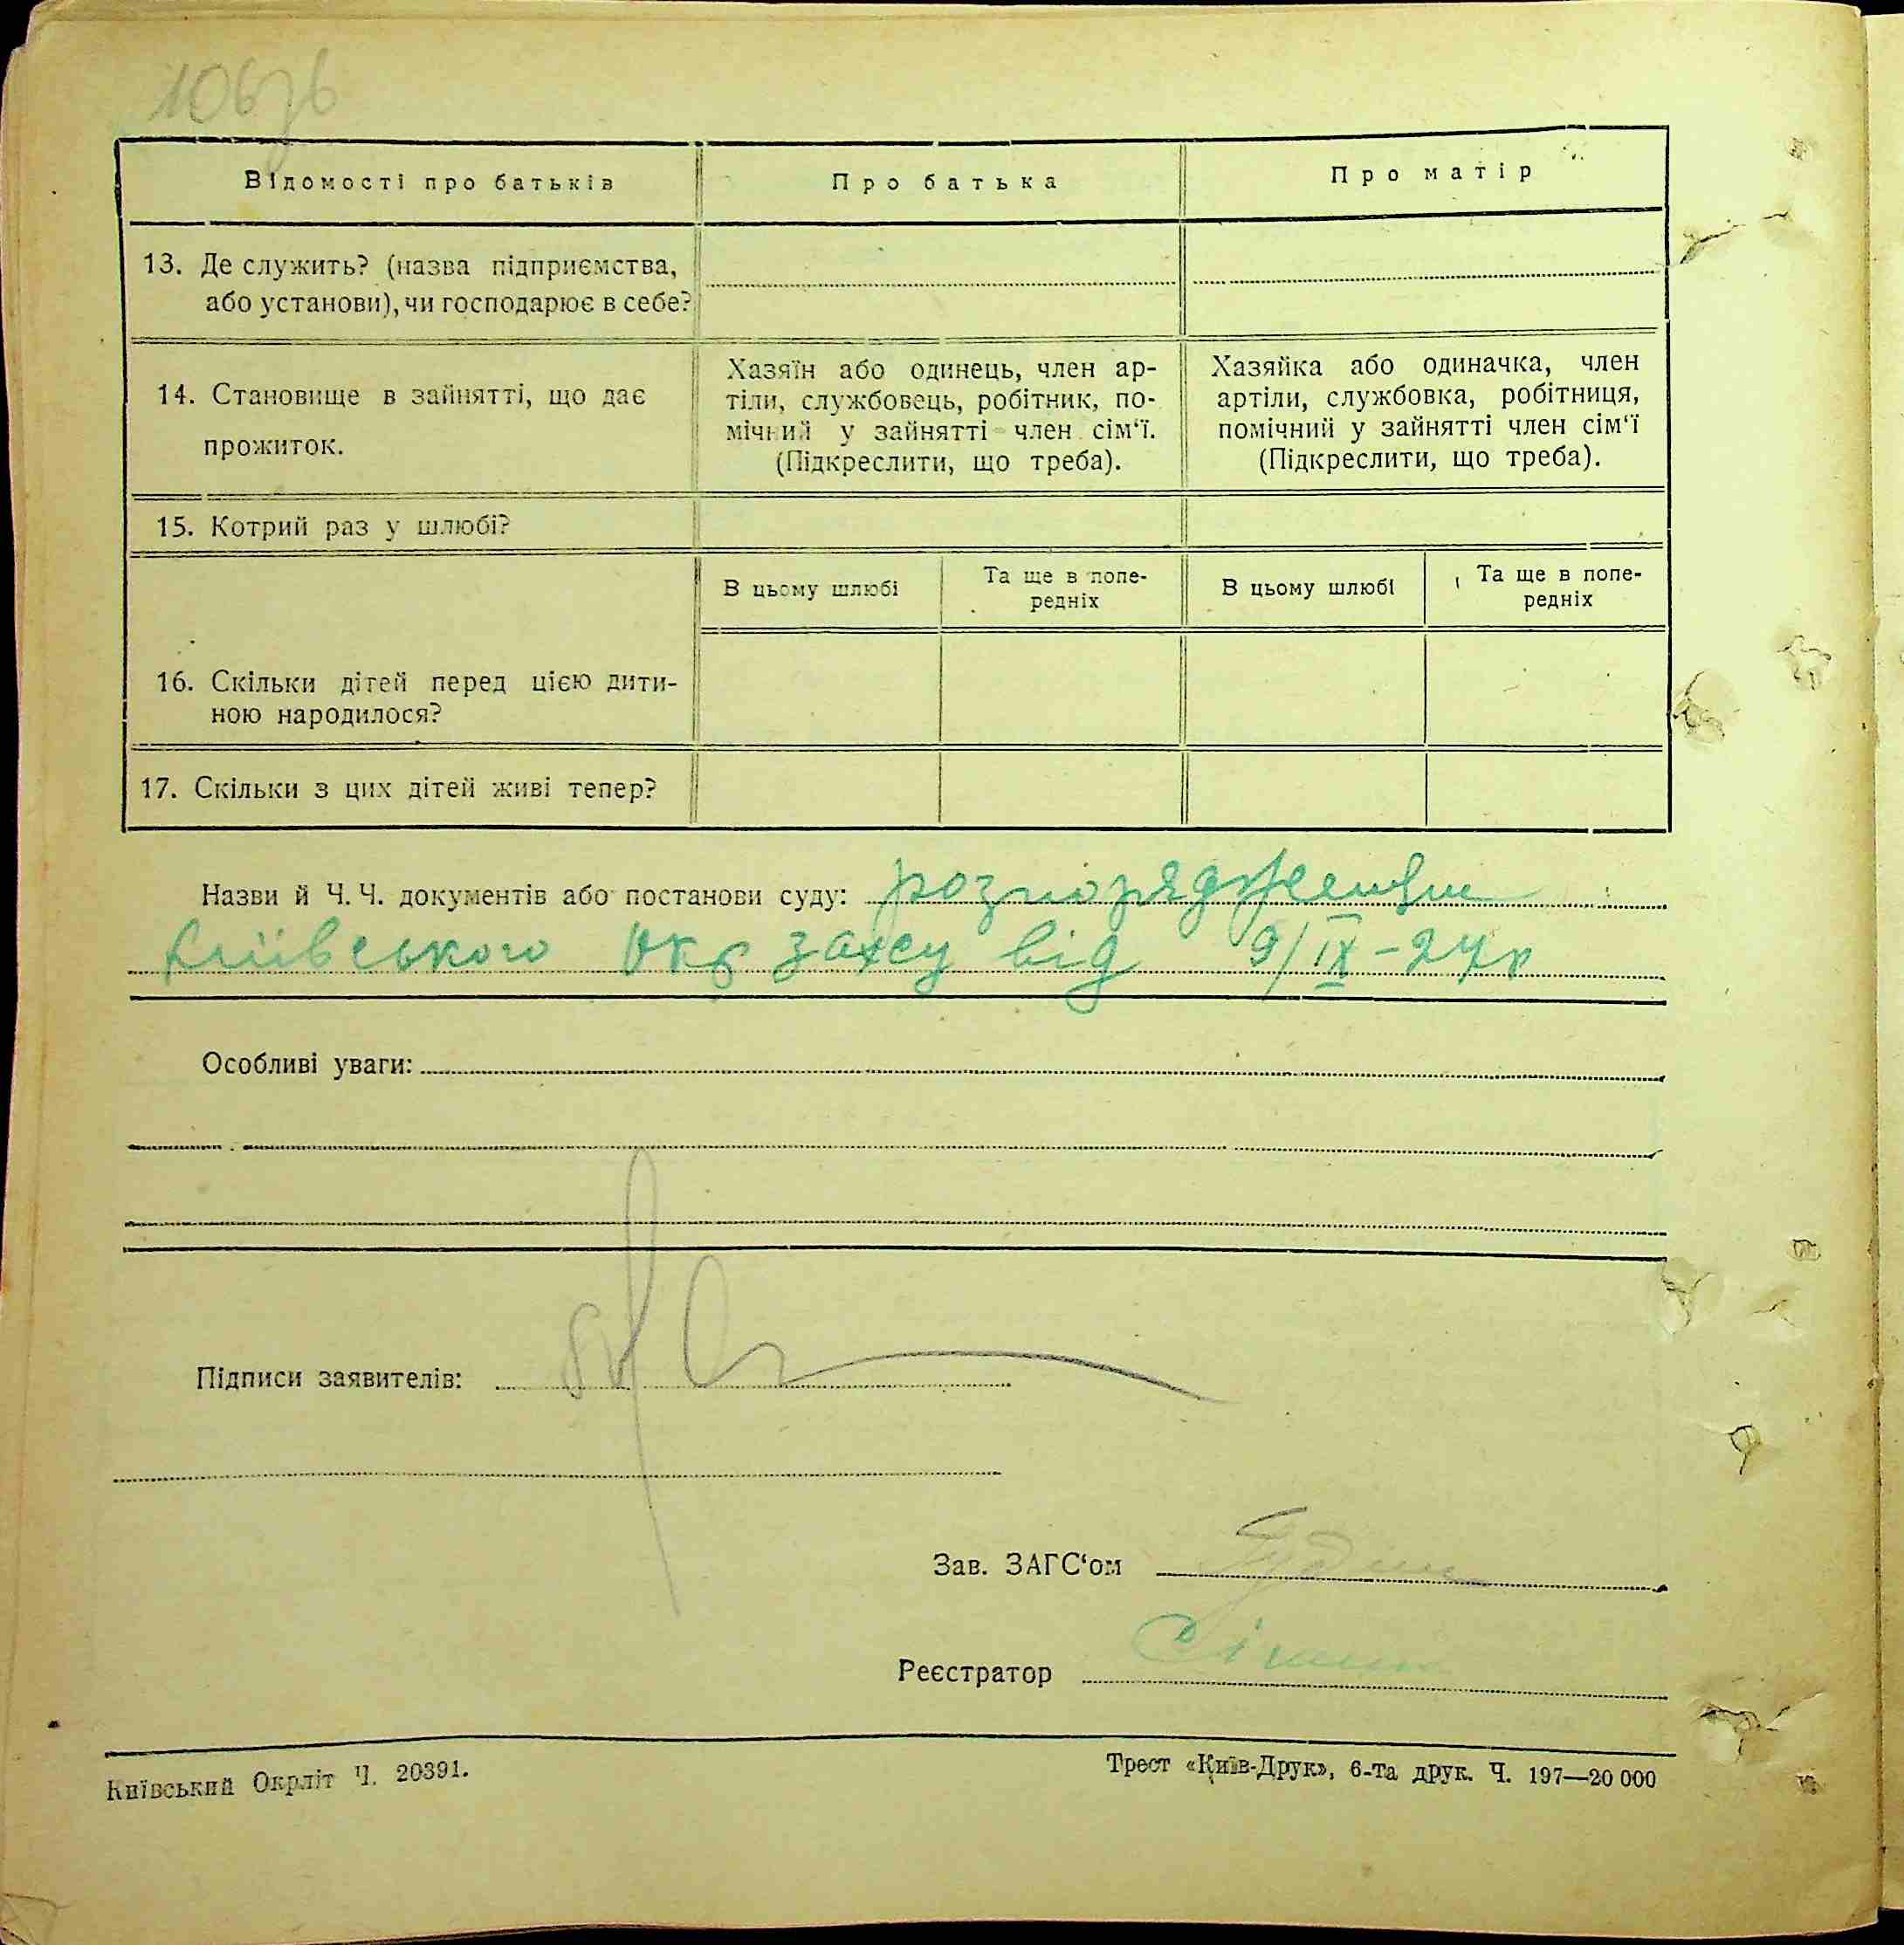 106зв
Відомості про батьків
Про батька
Про матір
13. Де служить? (назва підприємства,
або установи), чи господарює в себе?
14. Становище в зайнятті, що дає
прожиток.
Хазяїн або одинець, член ар-
тіли, службовець, робітник, по-
мічний у зайнятті член сім‘ї.
(Підкреслити, що треба).
Хазяйка або одиначка, член
артіли, службовка, робітниця,
помічний у зайнятті член сім‘ї
(Підкреслити, що треба).
15. Котрий раз у шлюбі?
В цьому шлюбі
Та ще в попе-
редніх
В цьому шлюбі
Та ще в попе-
редніх
16. Скільки дітей перед цією дити-
ною народилося?
17. Скільки з цих дітей живі тепер?
Назви й Ч. Ч. документів або постанови суду: розпорядження
Київського Окр загсу від 9/IX-27р
Особливі уваги:
Підписи заявителів:
Зав. ЗАГС‘ом
Реєстратор
Київський Окрліт Ч. 20391.
Трест «Київ-Друк», 6-та друк. Ч. 197—20 000